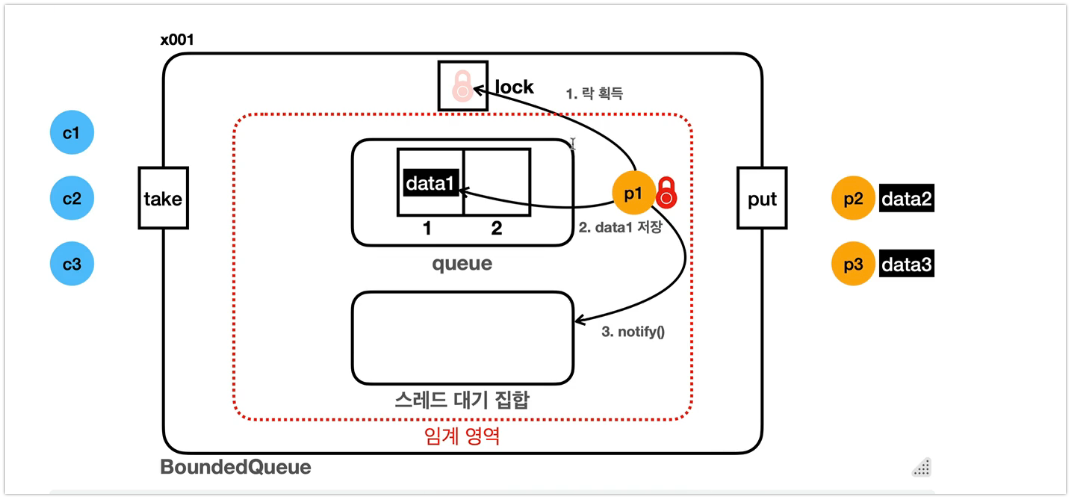 x001
lock
1. 락 획득
c1
data1
take
c2
p1
put
p2
data2
1
2
2. data1 저장
c3
queue
p3
data3
3. notify()
스레드 대기 집합
임계 영역
BoundedQueue